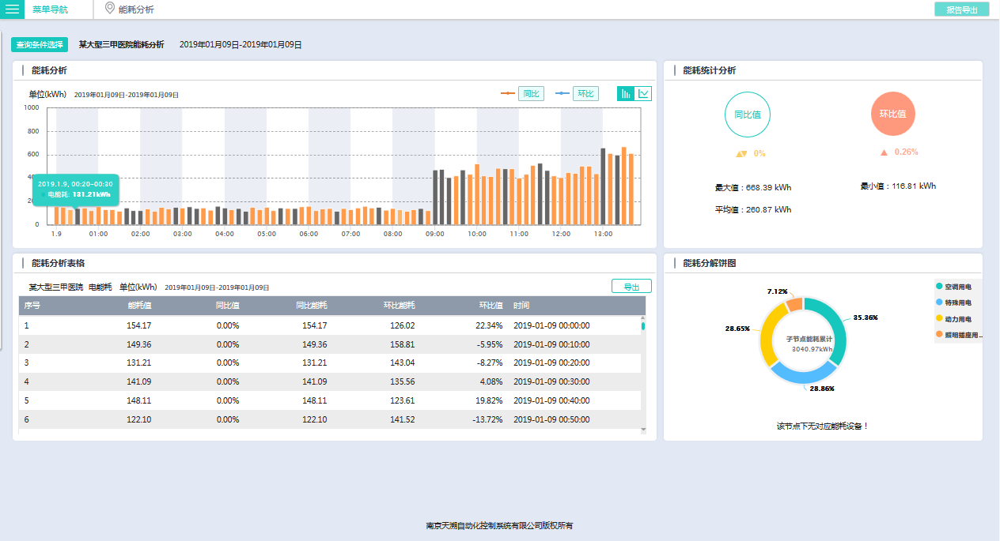 菜单导航 能耗分析 报告导出
查询条件选择 某大型三甲医院能耗分析 2019年01月09日-2019年01月09日
能耗分析
单位(kWh) 2019年01月09日-2019年01月09日 同比 环比
1000
800
600
400
200
0
2019.1.9, 00:20-00:30
电能耗: 131.21kWh
1.9 01:00 02:00 03:00 04:00 05:00 06:00 07:00 08:00 09:00 10:00 11:00 12:00 13:00
能耗统计分析
同比值 环比值
0% 0.26%
最大值：668.39 kWh 最小值：116.81 kWh
平均值：260.87 kWh
能耗分析表格
某大型三甲医院 电能耗 单位(kWh) 2019年01月09日-2019年01月09日 导出
序号 能耗值 同比值 同比能耗 环比能耗 环比值 时间
1 154.17 0.00% 154.17 126.02 22.34% 2019-01-09 00:00:00
2 149.36 0.00% 149.36 158.81 -5.95% 2019-01-09 00:10:00
3 131.21 0.00% 131.21 143.04 -8.27% 2019-01-09 00:20:00
4 141.09 0.00% 141.09 135.56 4.08% 2019-01-09 00:30:00
5 148.11 0.00% 148.11 123.61 19.82% 2019-01-09 00:40:00
6 122.10 0.00% 122.10 141.52 -13.72% 2019-01-09 00:50:00
能耗分解饼图
7.12%
35.36%
28.65%
28.86%
子节点能耗累计
3040.97kWh
空调用电
特殊用电
动力用电
照明插座用...
该节点下无对应能耗设备！
南京天溯自动化控制系统有限公司版权所有